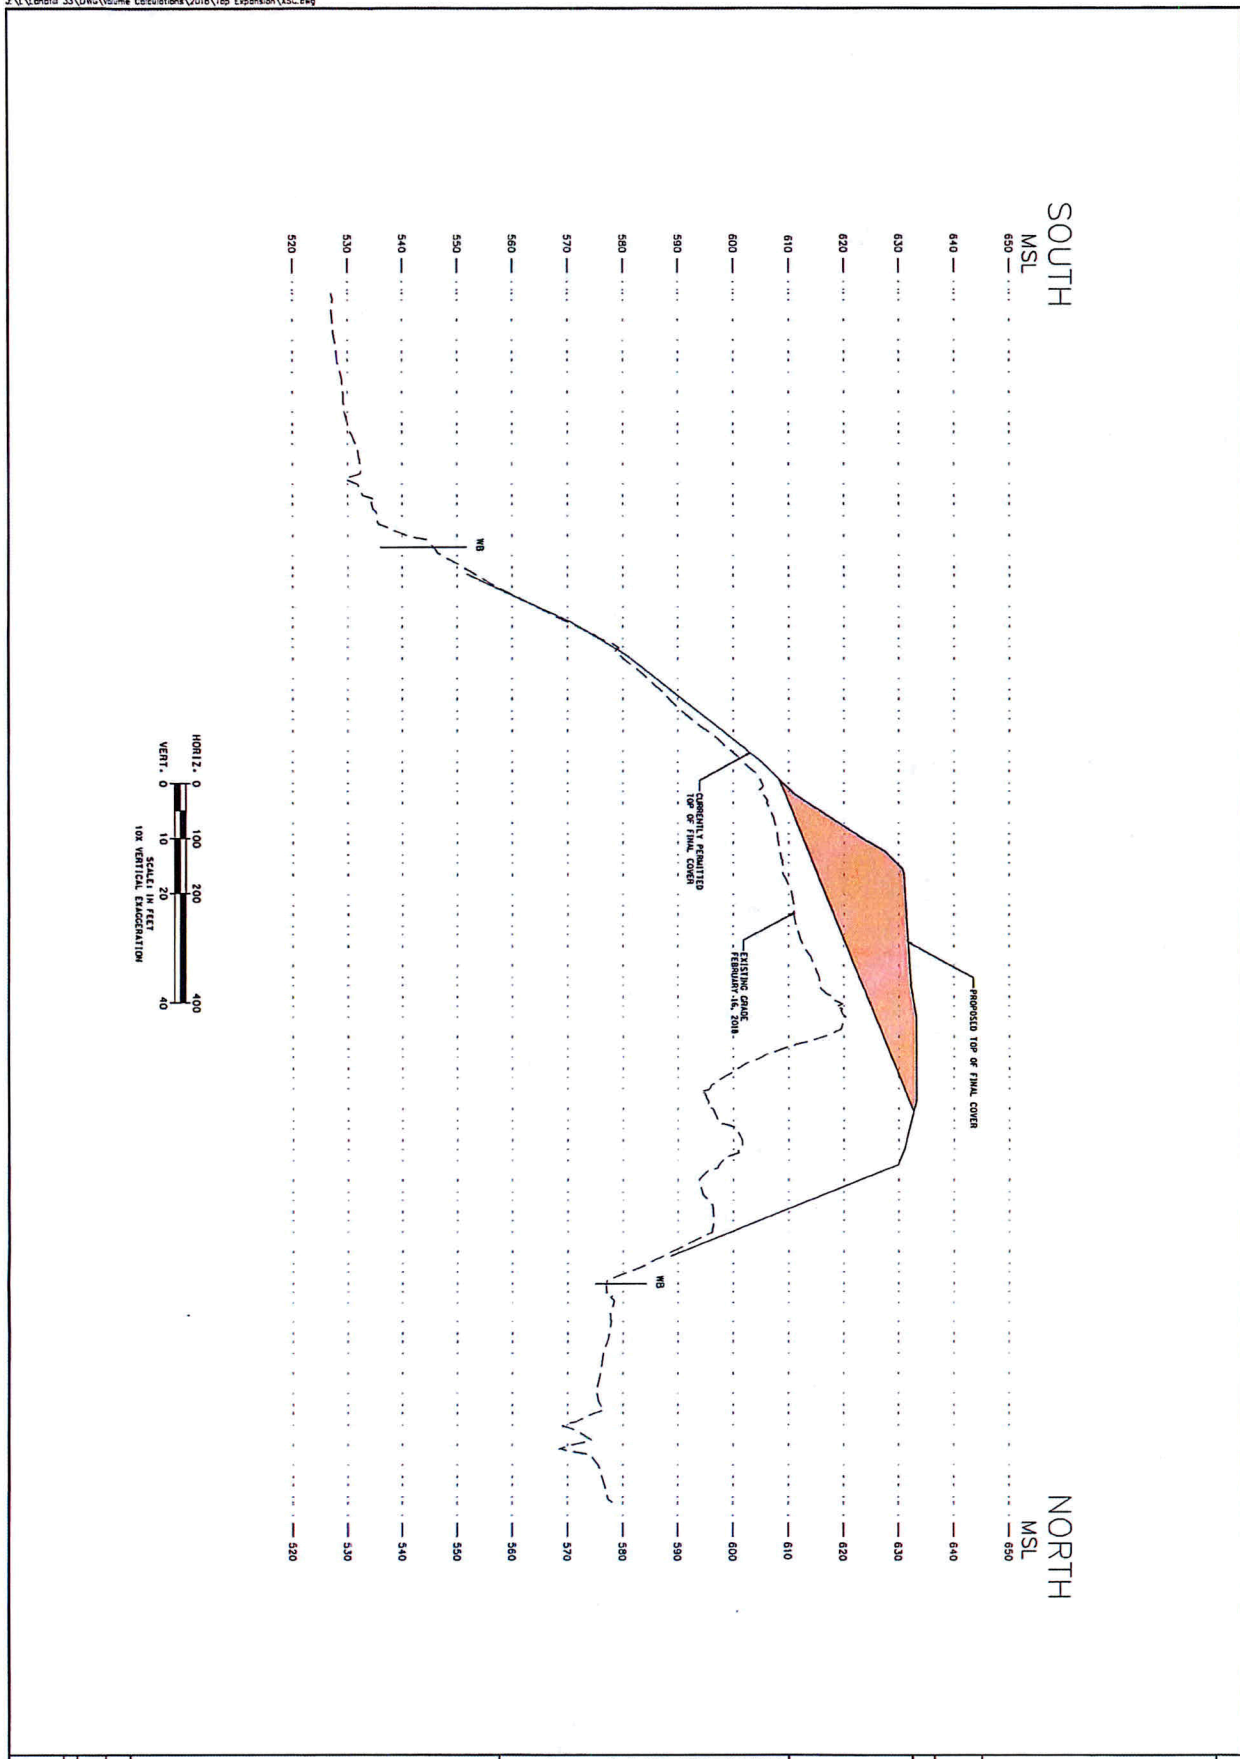 SOUTH
MSL
650
640
630
620
610
600
590
580
570
560
550
540
530
520
NORTH
MSL
650
640
630
620
610
600
590
580
570
560
550
540
530
520
PROPOSED TOP OF FINAL COVER
EXISTING GRADE
FEBRUARY 16, 2018
CURRENTLY PERMITTED
TOP OF FINAL COVER
WB
WB
HORIZ. 0 100 200 400
VERT. 0 10 20 40
SCALE: IN FEET
10X VERTICAL EXAGGERATION